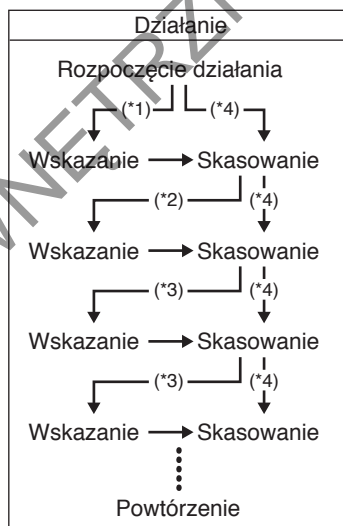 Działanie
Rozpoczęcie działania
(*1) (*4)
Wskazanie Skasowanie
(*2) (*4)
Wskazanie Skasowanie
(*3) (*4)
Wskazanie Skasowanie
(*3) (*4)
Wskazanie Skasowanie
Powtórzenie